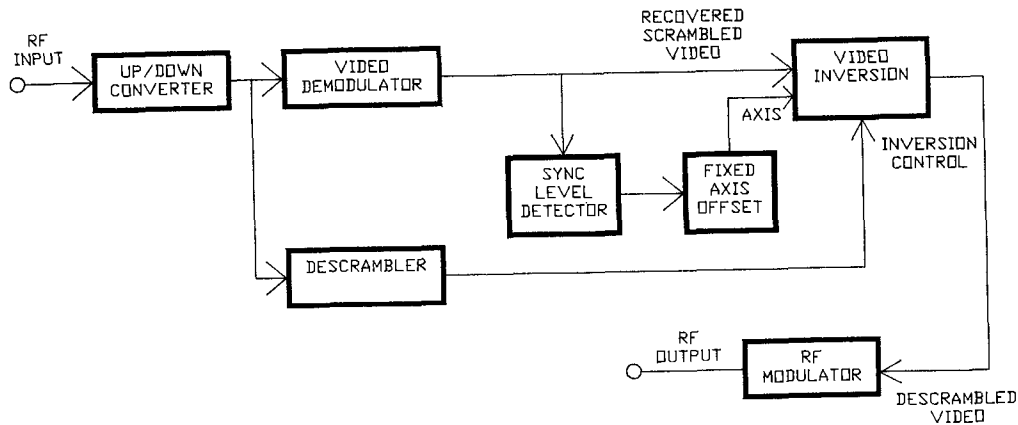 RF
INPUT
UP/DOWN
CONVERTER
VIDEO
DEMODULATOR
RECOVERED
SCRAMBLED
VIDEO
VIDEO
INVERSION
AXIS
INVERSION
CONTROL
SYNC
LEVEL
DETECTOR
FIXED
AXIS
OFFSET
DESCRAMBLER
RF
OUTPUT
RF
MODULATOR
DESCRAMBLED
VIDEO